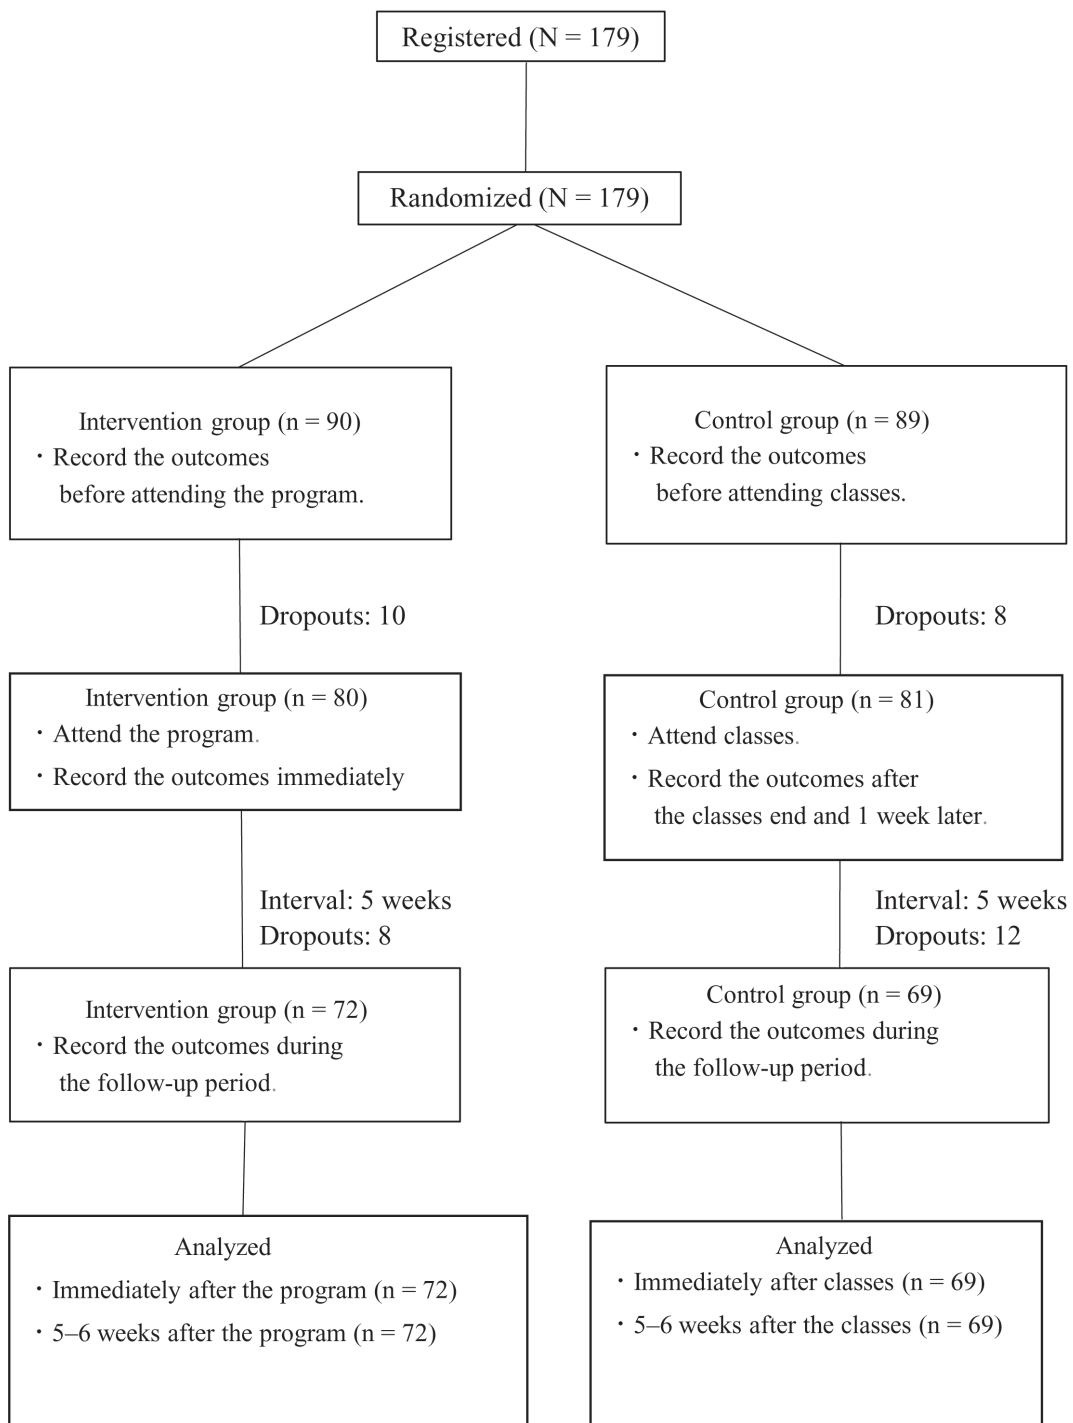 Registered (N = 179)
Randomized (N = 179)
Intervention group (n = 90)
・Record the outcomes
before attending the program.
Control group (n = 89)
・Record the outcomes
before attending classes.
Dropouts: 10
Dropouts: 8
Intervention group (n = 80)
・Attend the program.
・Record the outcomes immediately
Control group (n = 81)
・Attend classes.
・Record the outcomes after
the classes end and 1 week later.
Interval: 5 weeks
Dropouts: 8
Interval: 5 weeks
Dropouts: 12
Intervention group (n = 72)
・Record the outcomes during
the follow-up period.
Control group (n = 69)
・Record the outcomes during
the follow-up period.
Analyzed
・Immediately after the program (n = 72)
・5–6 weeks after the program (n = 72)
Analyzed
・Immediately after classes (n = 69)
・5–6 weeks after the classes (n = 69)